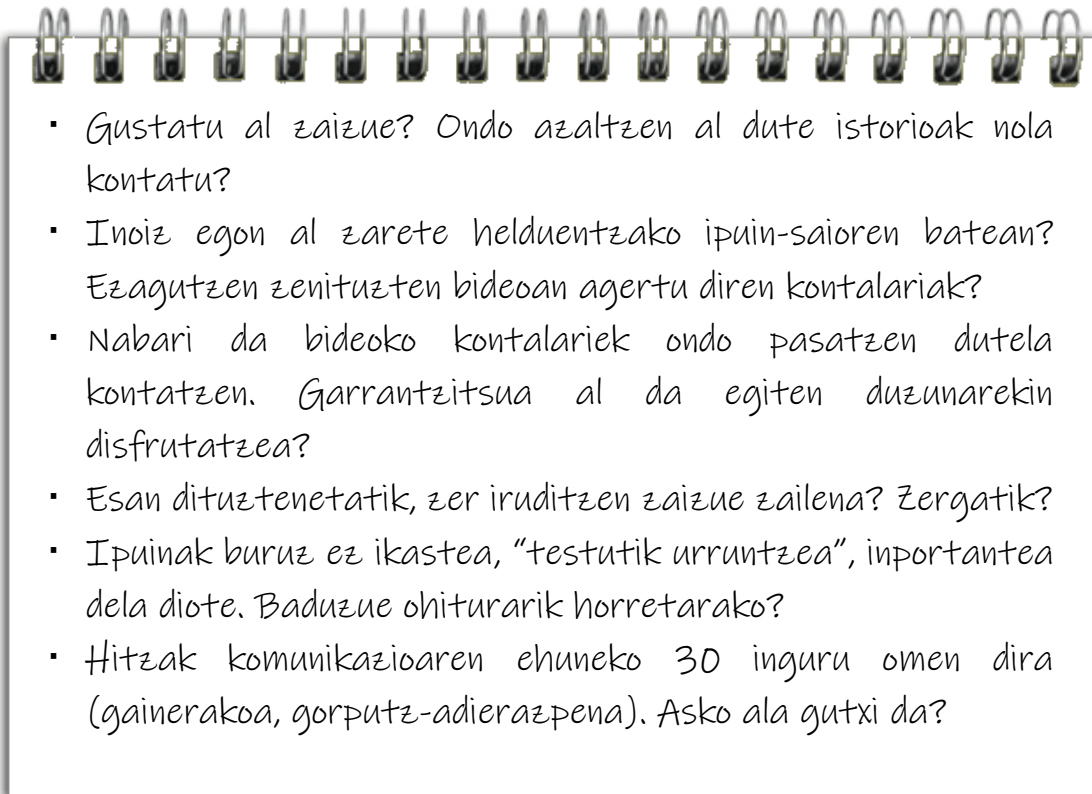 ▪ Gustatu al zaizue? Ondo azaltzen al dute istorioak nola
kontatu?
▪ Inoiz egon al zarete helduentzako ipuin-saioren batean?
Ezagutzen zenituzten bideoan agertu diren kontalariak?
▪ Nabari da bideoko kontalariek ondo pasatzen dutela
kontatzen. Garrantzitsua al da egiten duzunarekin
disfrutatzea?
▪ Esan dituztenetatik, zer iruditzen zaizue zailena? Zergatik?
▪ Ipuinak buruz ez ikastea, “testutik urruntzea”, inportantea
dela diote. Baduzue ohiturarik horretarako?
▪ Hitzak komunikazioaren ehuneko 30 inguru omen dira
(gainerakoa, gorputz-adierazpena). Asko ala gutxi da?